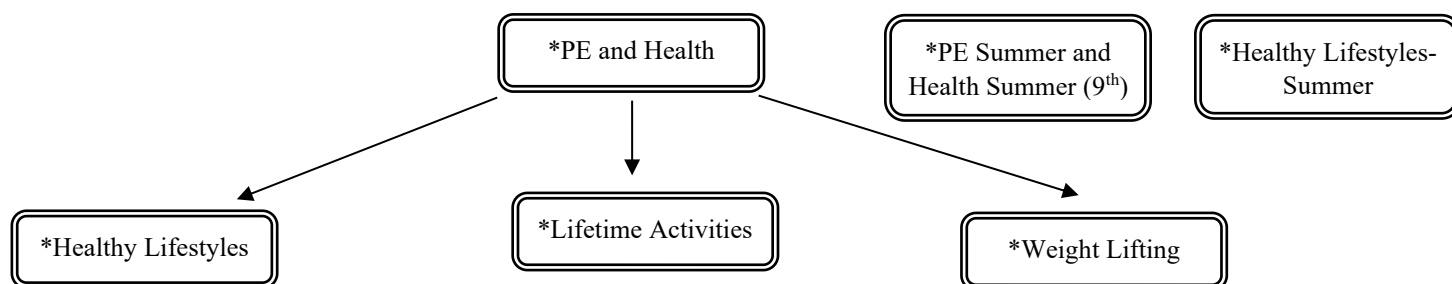 *PE and Health
*PE Summer and
Health Summer (9th)
*Healthy Lifestyles-
Summer
*Healthy Lifestyles
*Lifetime Activities
*Weight Lifting